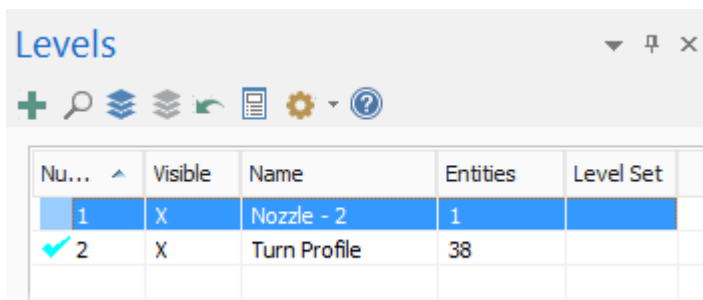 Levels
Nu... Visible Name Entities Level Set
1 X Nozzle - 2 1
2 X Turn Profile 38